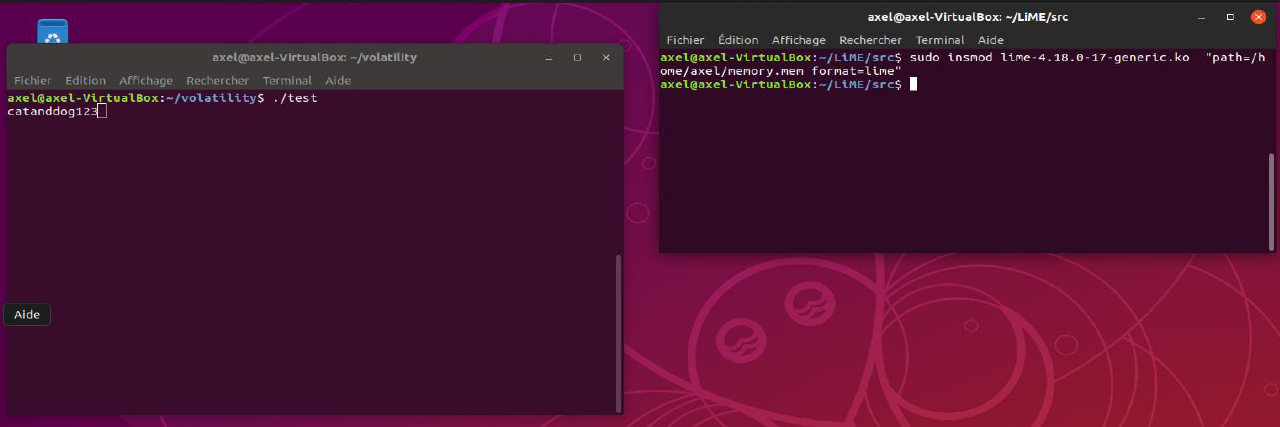 axel@axel-VirtualBox: ~/volatility
Fichier Édition Affichage Rechercher Terminal Aide
axel@axel-VirtualBox:~/volatility$ ./test
catanddog123
Aide
axel@axel-VirtualBox: ~/LiME/src
Fichier Édition Affichage Rechercher Terminal Aide
axel@axel-VirtualBox:~/LiME/src$ sudo insmod lime-4.18.0-17-generic.ko  "path=/h
ome/axel/memory.mem format=lime"
axel@axel-VirtualBox:~/LiME/src$